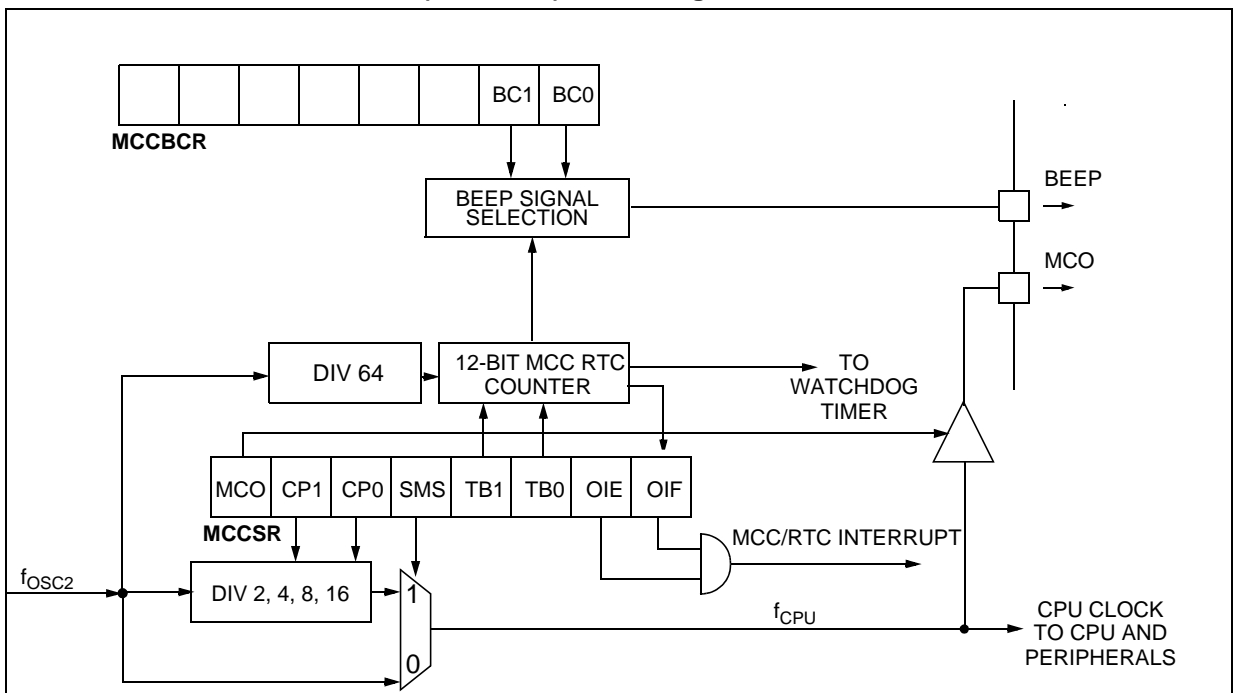 BC1 BC0
MCCBCR
BEEP SIGNAL
SELECTION
BEEP
MCO
DIV 64
12-BIT MCC RTC
COUNTER
TO
WATCHDOG
TIMER
MCO CP1 CP0 SMS TB1 TB0 OIE OIF
MCCSR
MCC/RTC INTERRUPT
fOSC2
DIV 2, 4, 8, 16
1
0
fCPU
CPU CLOCK
TO CPU AND
PERIPHERALS